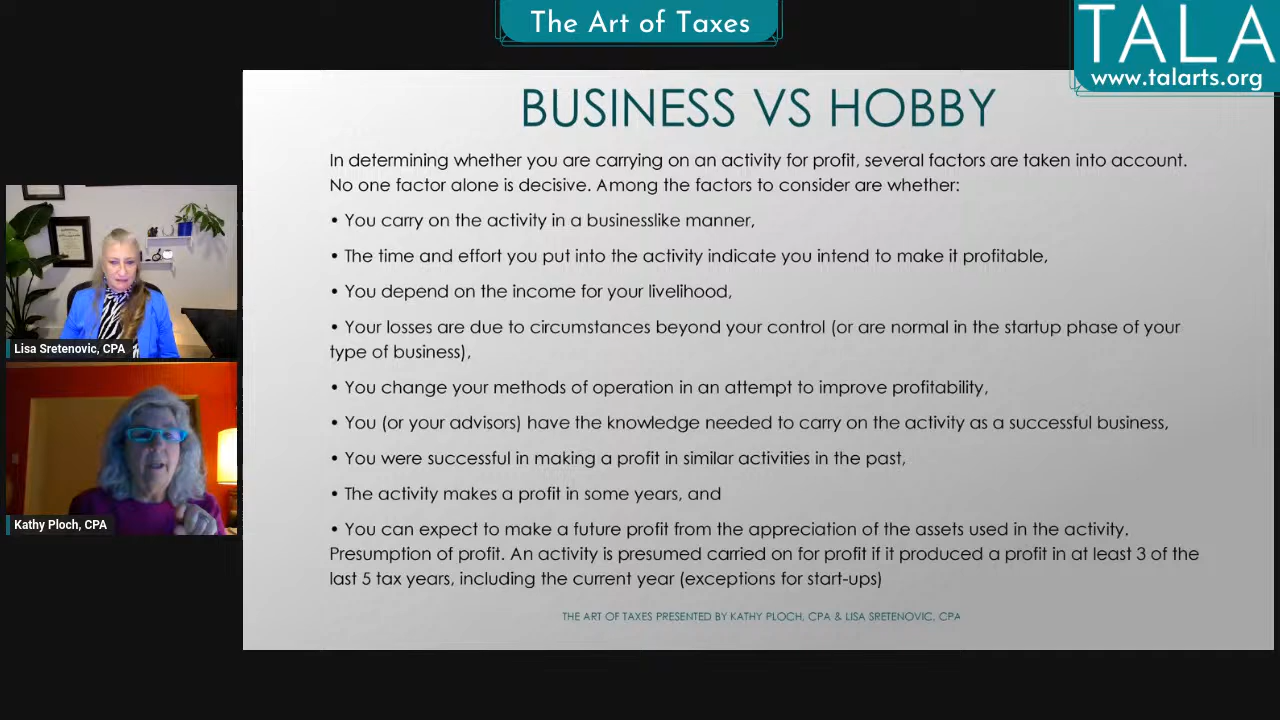 The Art of Taxes
TALA
www.talarts.org
BUSINESS VS HOBBY
In determining whether you are carrying on an activity for profit, several factors are taken into account.
No one factor alone is decisive. Among the factors to consider are whether:
• You carry on the activity in a businesslike manner,
• The time and effort you put into the activity indicate you intend to make it profitable,
• You depend on the income for your livelihood,
• Your losses are due to circumstances beyond your control (or are normal in the startup phase of your
type of business),
• You change your methods of operation in an attempt to improve profitability,
• You (or your advisors) have the knowledge needed to carry on the activity as a successful business,
• You were successful in making a profit in similar activities in the past,
• The activity makes a profit in some years, and
• You can expect to make a future profit from the appreciation of the assets used in the activity.
Presumption of profit. An activity is presumed carried on for profit if it produced a profit in at least 3 of the
last 5 tax years, including the current year (exceptions for start-ups)
THE ART OF TAXES PRESENTED BY KATHY PLOCH, CPA & LISA SRETENOVIC, CPA
Lisa Sretenovic, CPA
Kathy Ploch, CPA